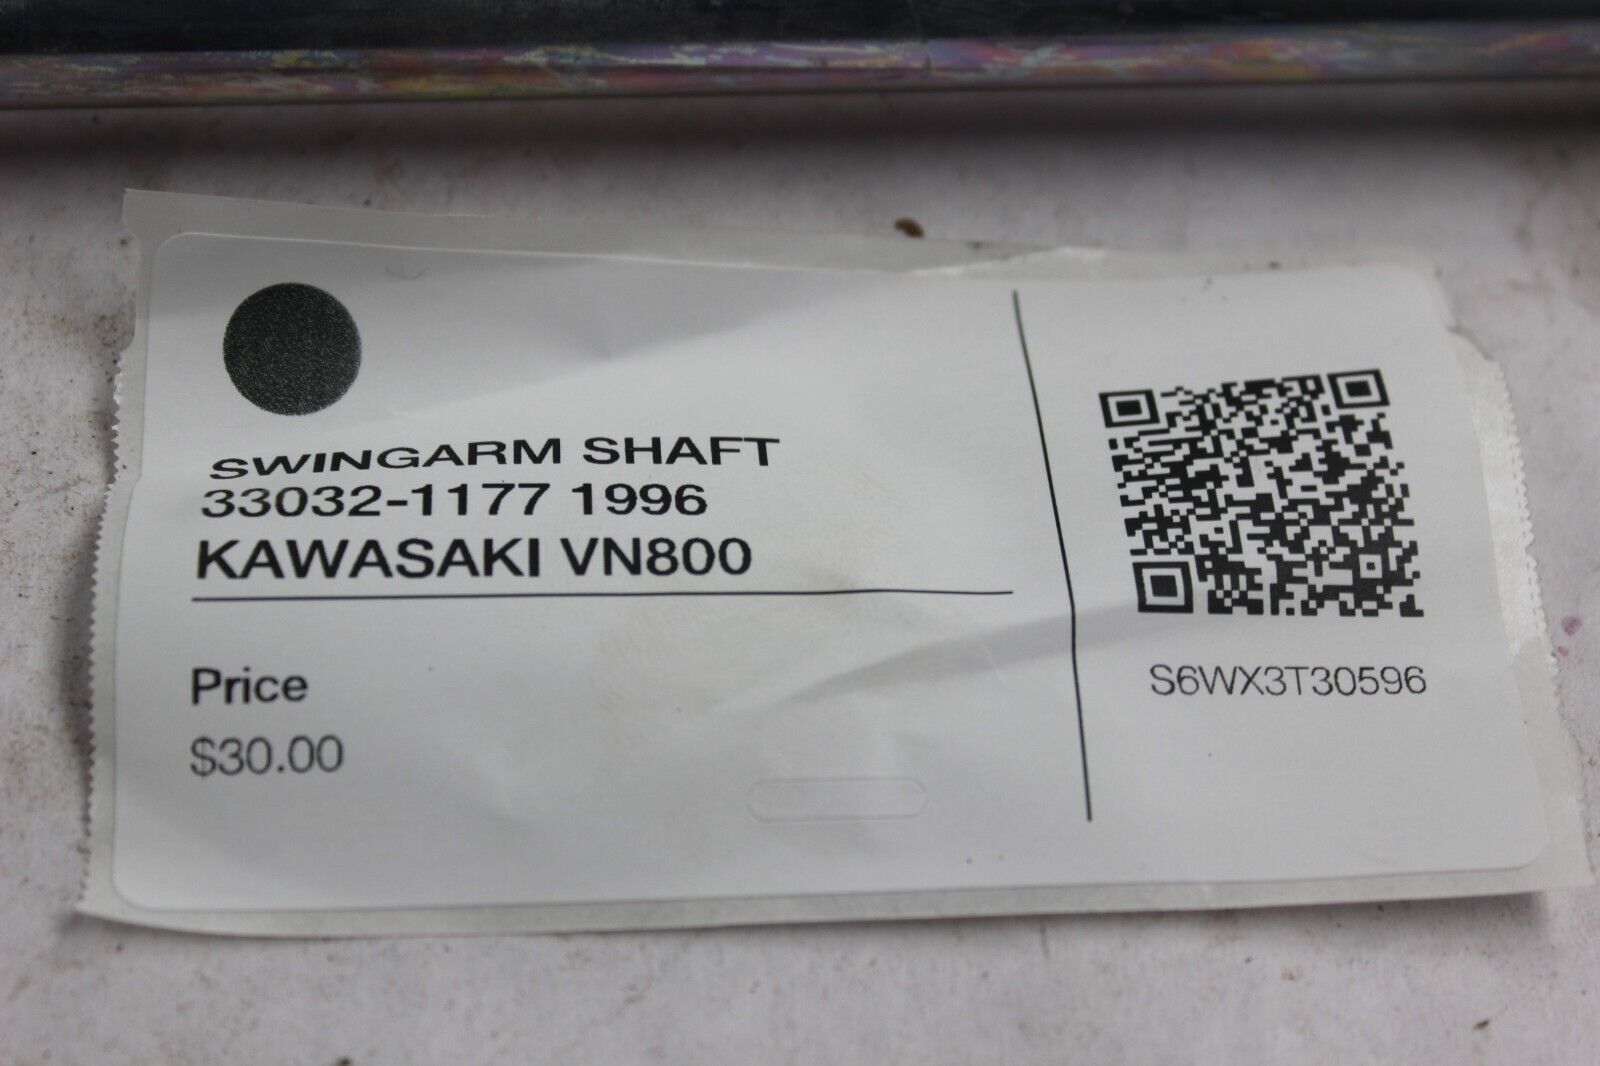 SWINGARM SHAFT
33032-1177 1996
KAWASAKI VN800
Price
$30.00
S6WX3T30596